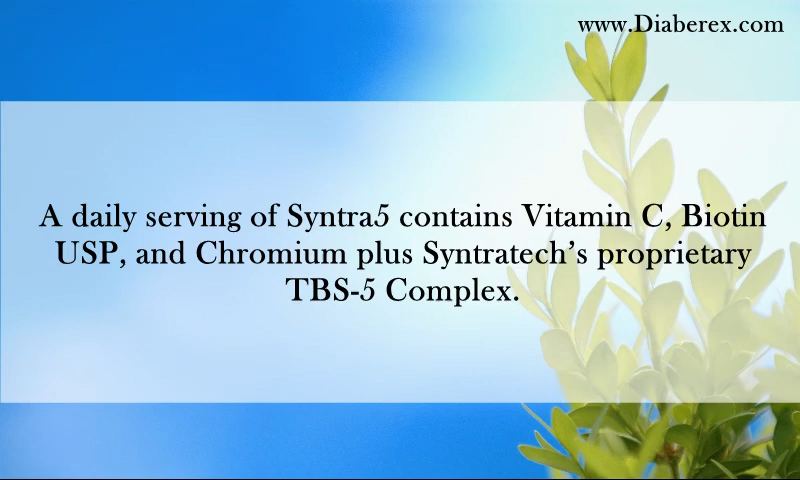 www.Diaberex.com
A daily serving of Syntra5 contains Vitamin C, Biotin
USP, and Chromium plus Syntratech’s proprietary
TBS-5 Complex.